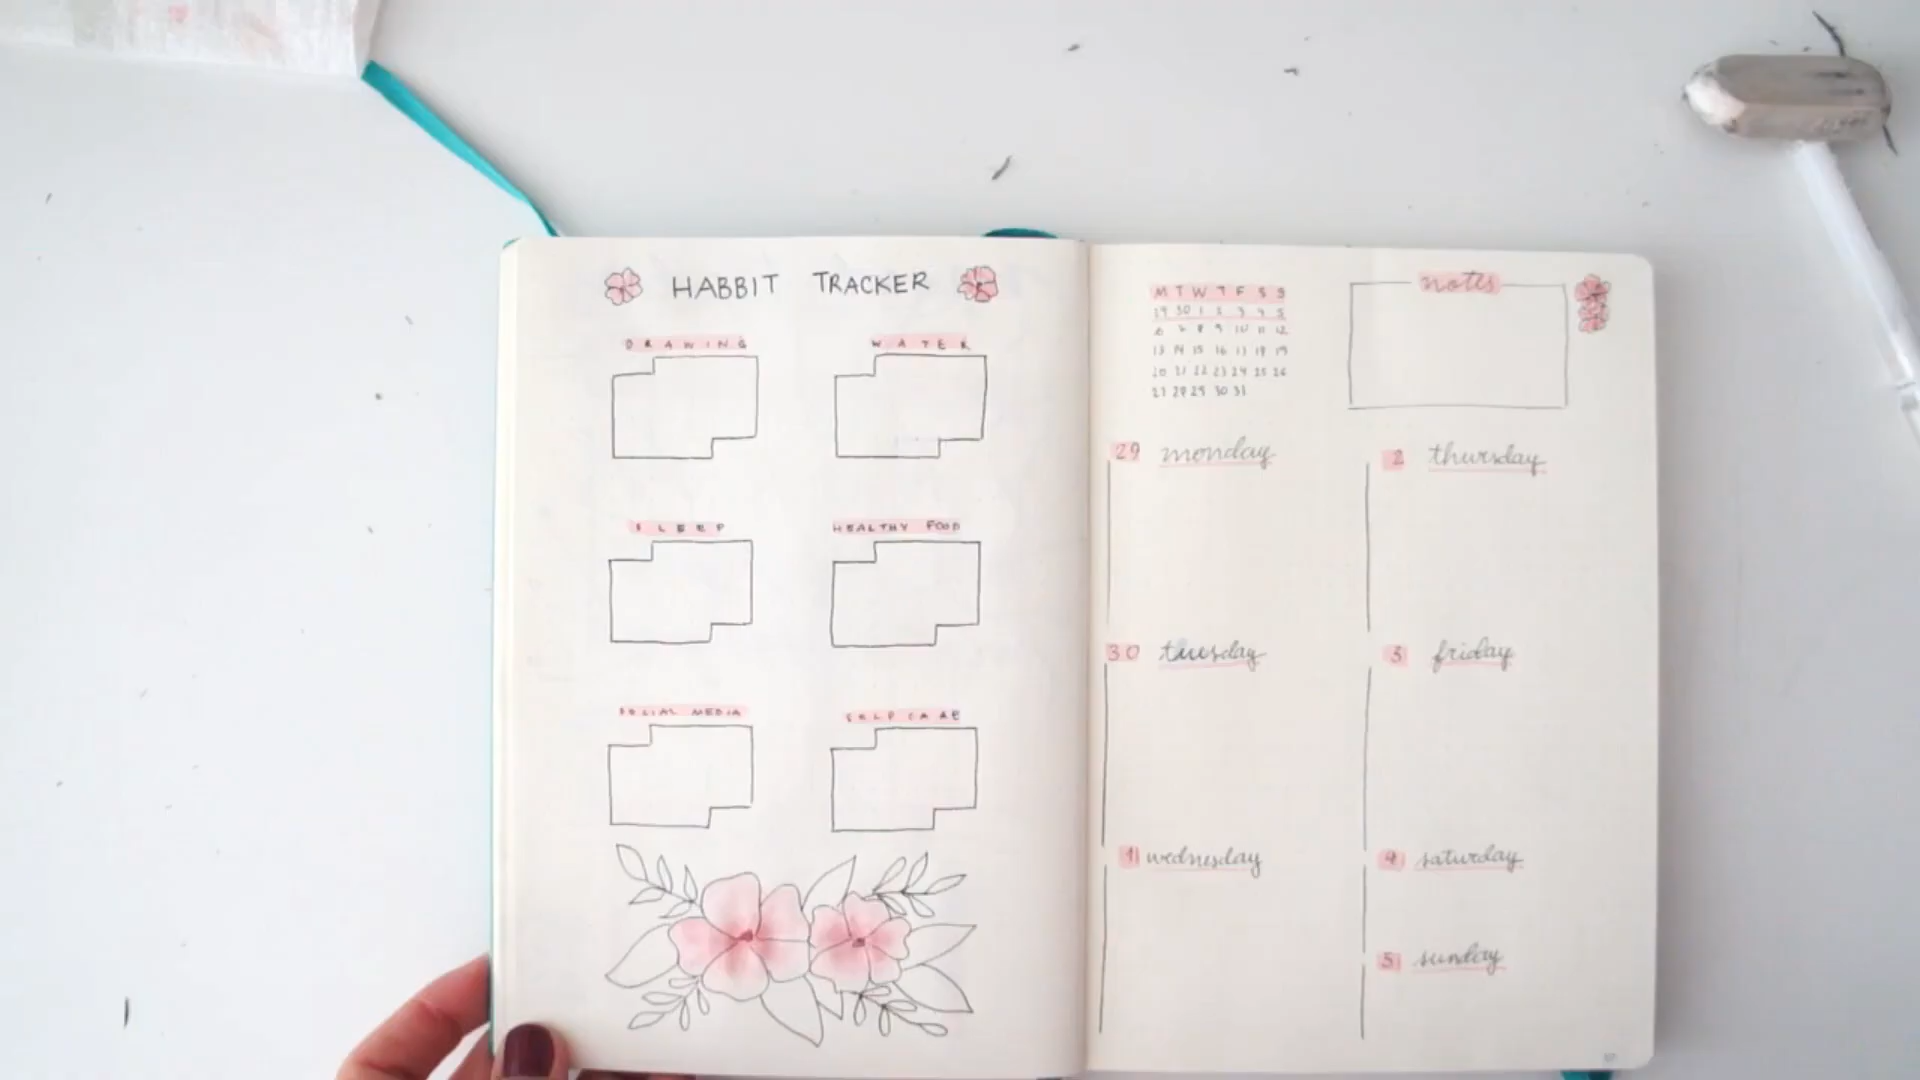 HABBIT TRACKER
DRAWING
WATER
SLEEP
HEALTHY FOOD
SOCIAL MEDIA
SELF CARE
M T W T F S S
29 30 1 2 3 4 5
6 7 8 9 10 11 12
13 14 15 16 17 18 19
20 21 22 23 24 25 26
27 28 29 30 31
notes
29 monday
30 tuesday
1 wednesday
2 thursday
3 friday
4 saturday
5 sunday